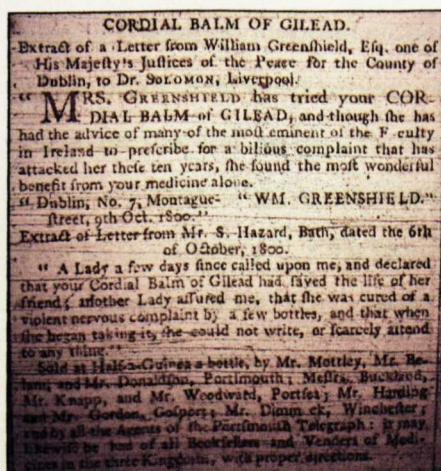 CORDIAL BALM OF GILEAD.
Extract of a Letter from William Greenshield, Esq. one of
His Majesty's Justices of the Peace for the County of
Dublin, to Dr. SOLOMON, Liverpool.
" MRS. GREENSHIELD has tried your COR-
DIAL BALM of GILEAD, and though she has
had the advice of many of the most eminent of the F culty
in Ireland to prescribe for a bilious complaint that has
attacked her these ten years, she found the most wonderful
benefit from your medicine alone.
" Dublin, No. 7, Montague- " WM. GREENSHIELD."
street, 9th Oct. 1800."
Extract of Letter from Mr. S. Hazard, Bath, dated the 6th
of October, 1800.
" A Lady a few days since called upon me, and declared
that your Cordial Balm of Gilead had saved the life of her
friend; another Lady assured me, that she was cured of a
violent nervous complaint by a few bottles, and that when
she began taking it, she could not write, or scarcely attend
to any thing."
Sold at Half-a-Guinea a bottle, by Mr. Mottley, Mr.
and Mr. Donaldson, Portsmouth; Messrs. Buckland,
Mr. Knapp, and Mr. Woodward, Portsea; Mr. Harding
and Mr. Gordon, Gosport; Mr. Dimm ck, Winchester;
and by all the Agents of the Portsmouth Telegraph: it may
likewise be had of all Booksellers and Venders of Medi-
cines in the three Kingdoms, with proper directions.